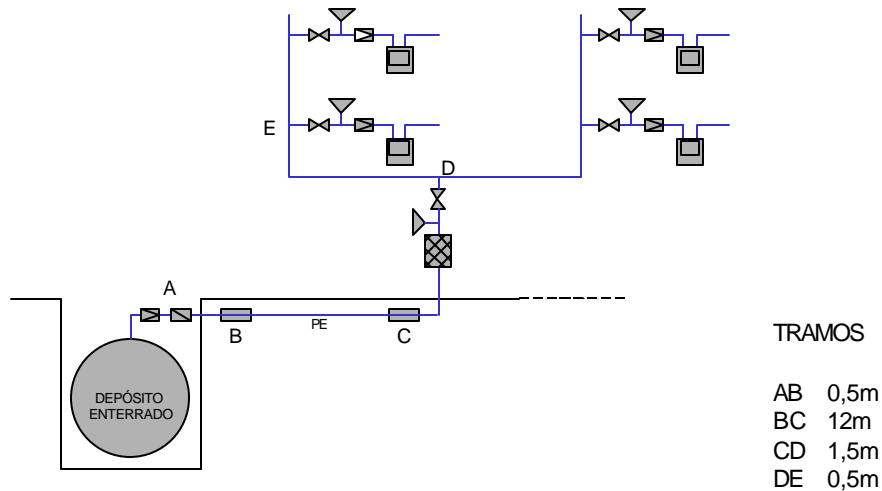 E
D
A
B
PE
C
DEPÓSITO
ENTERRADO
TRAMOS
AB 0,5m
BC 12m
CD 1,5m
DE 0,5m